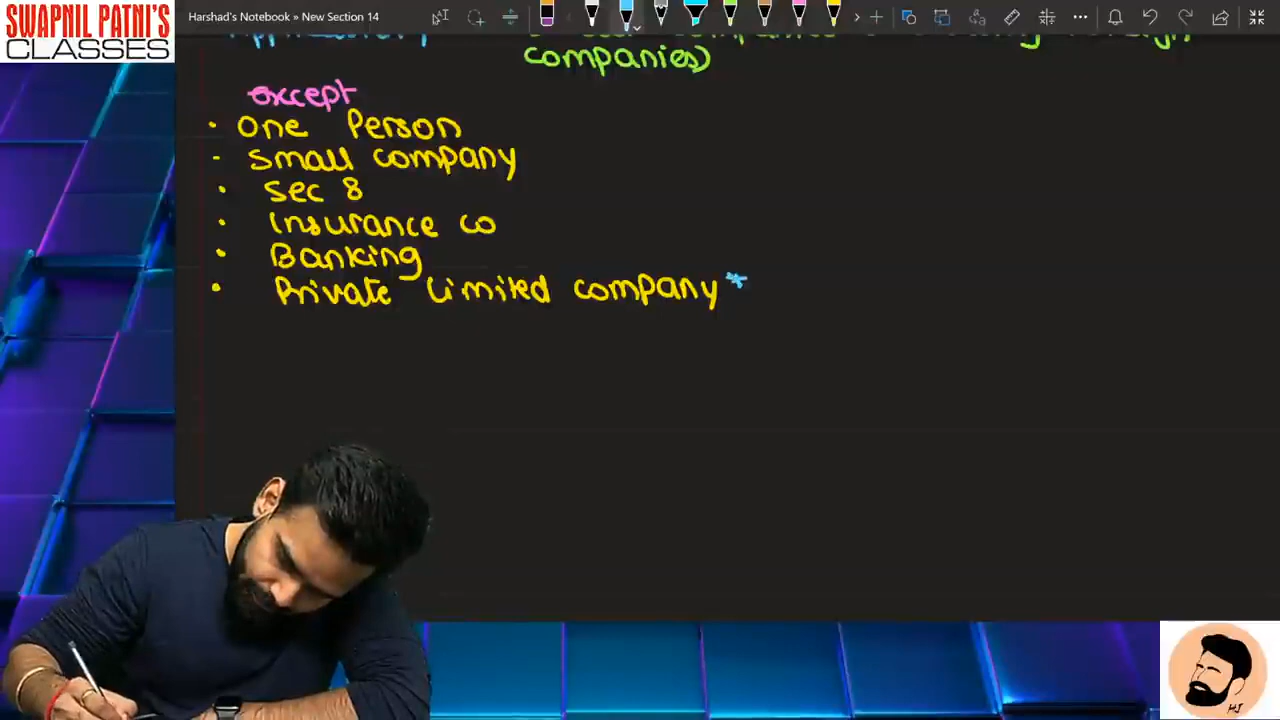 SWAPNIL PATNI'S
CLASSES
Harshad's Notebook » New Section 14
companies)
except
• One Person
• Small company
• Sec 8
• Insurance co
• Banking
• Private Limited company *
HJ